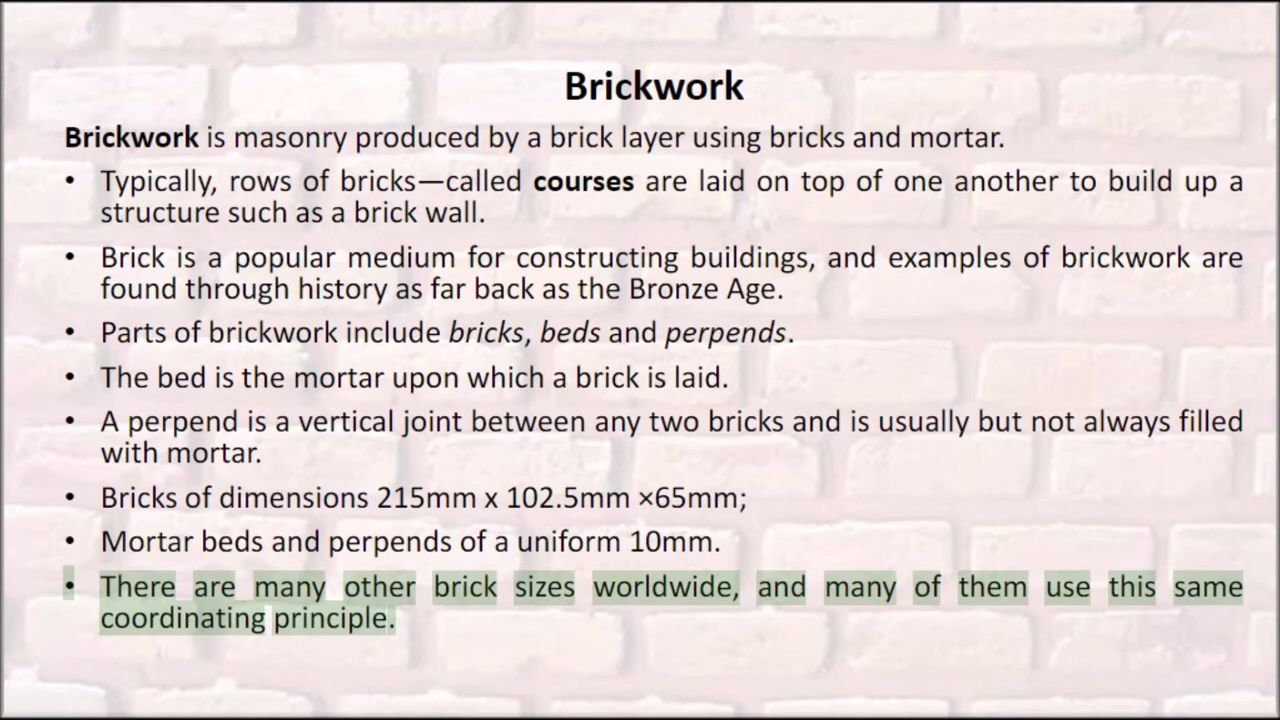 Brickwork
Brickwork is masonry produced by a brick layer using bricks and mortar.
• Typically, rows of bricks—called courses are laid on top of one another to build up a
structure such as a brick wall.
• Brick is a popular medium for constructing buildings, and examples of brickwork are
found through history as far back as the Bronze Age.
• Parts of brickwork include bricks, beds and perpends.
• The bed is the mortar upon which a brick is laid.
• A perpend is a vertical joint between any two bricks and is usually but not always filled
with mortar.
• Bricks of dimensions 215mm x 102.5mm ×65mm;
• Mortar beds and perpends of a uniform 10mm.
• There are many other brick sizes worldwide, and many of them use this same
coordinating principle.